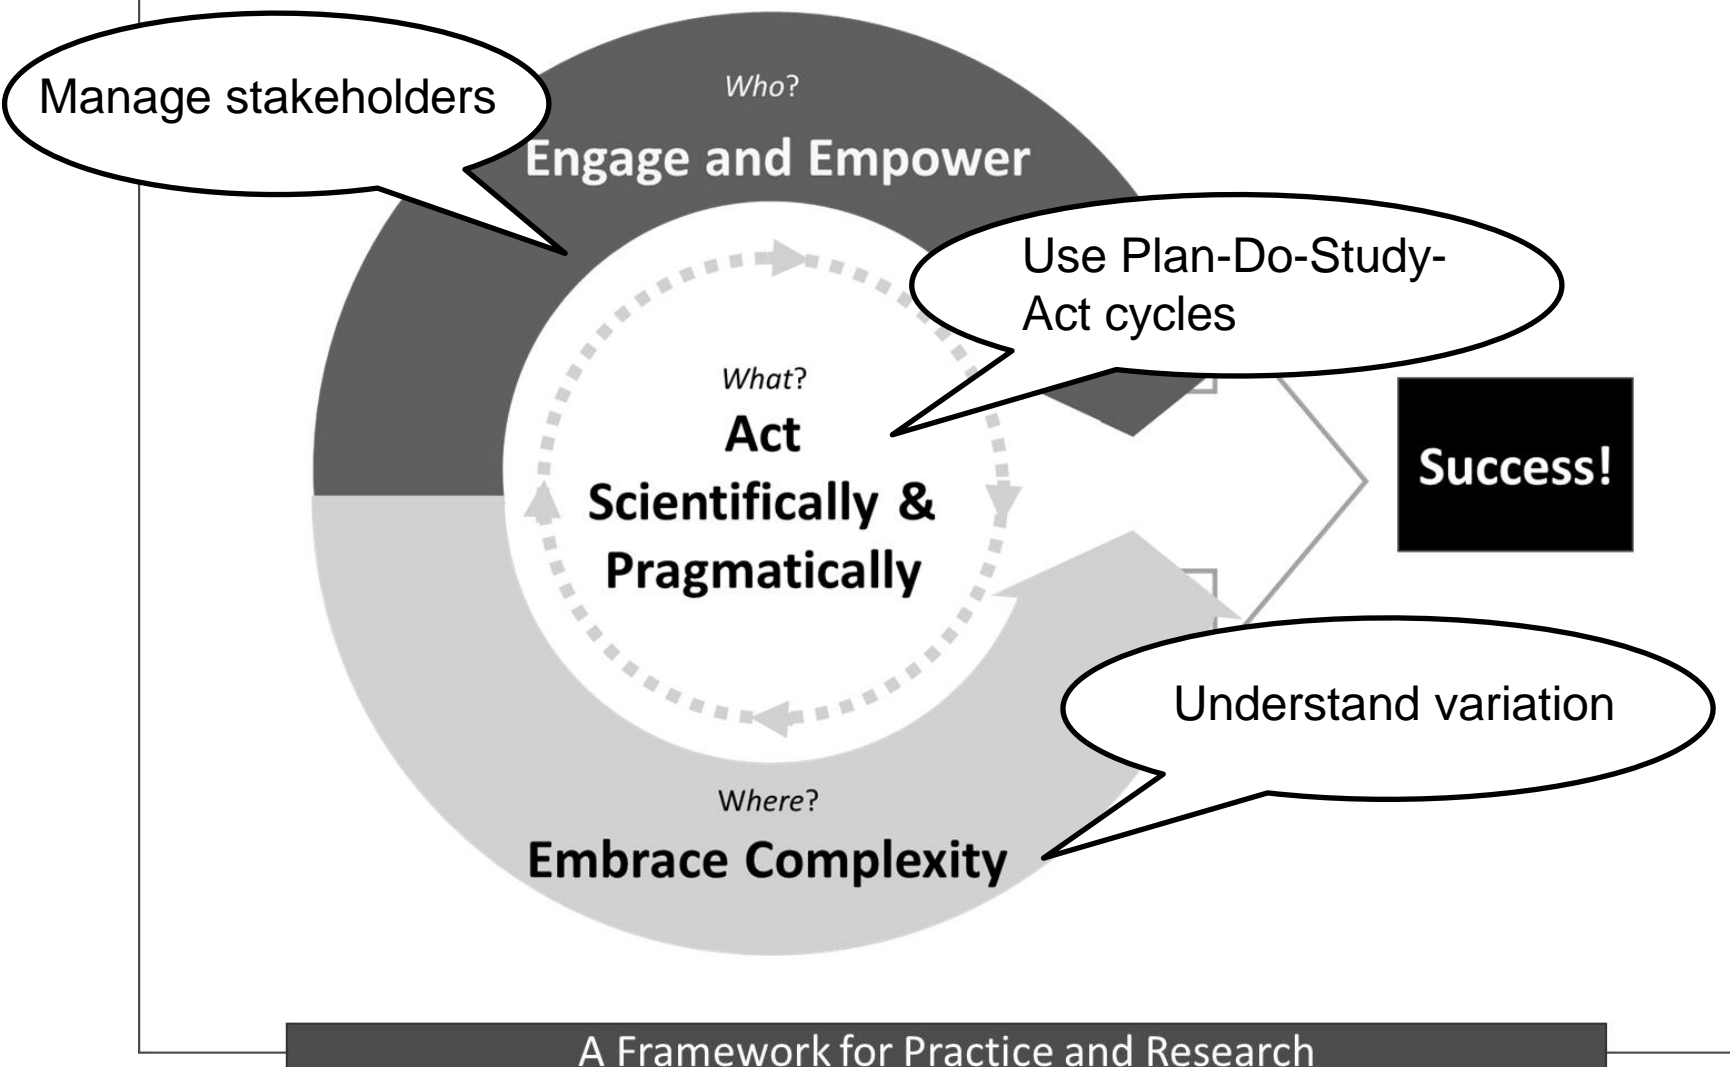 Manage stakeholders
Who?
Engage and Empower
Use Plan-Do-Study-
Act cycles
What?
Act
Scientifically &
Pragmatically
Success!
Understand variation
Where?
Embrace Complexity
A Framework for Practice and Research